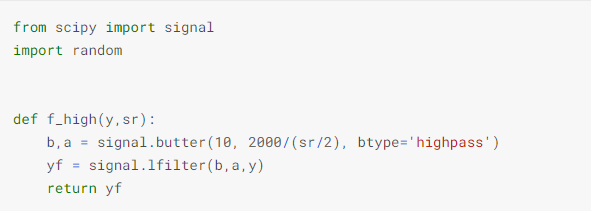 from scipy import signal
import random
def f_high(y,sr):
    b,a = signal.butter(10, 2000/(sr/2), btype='highpass')
    yf = signal.lfilter(b,a,y)
    return yf